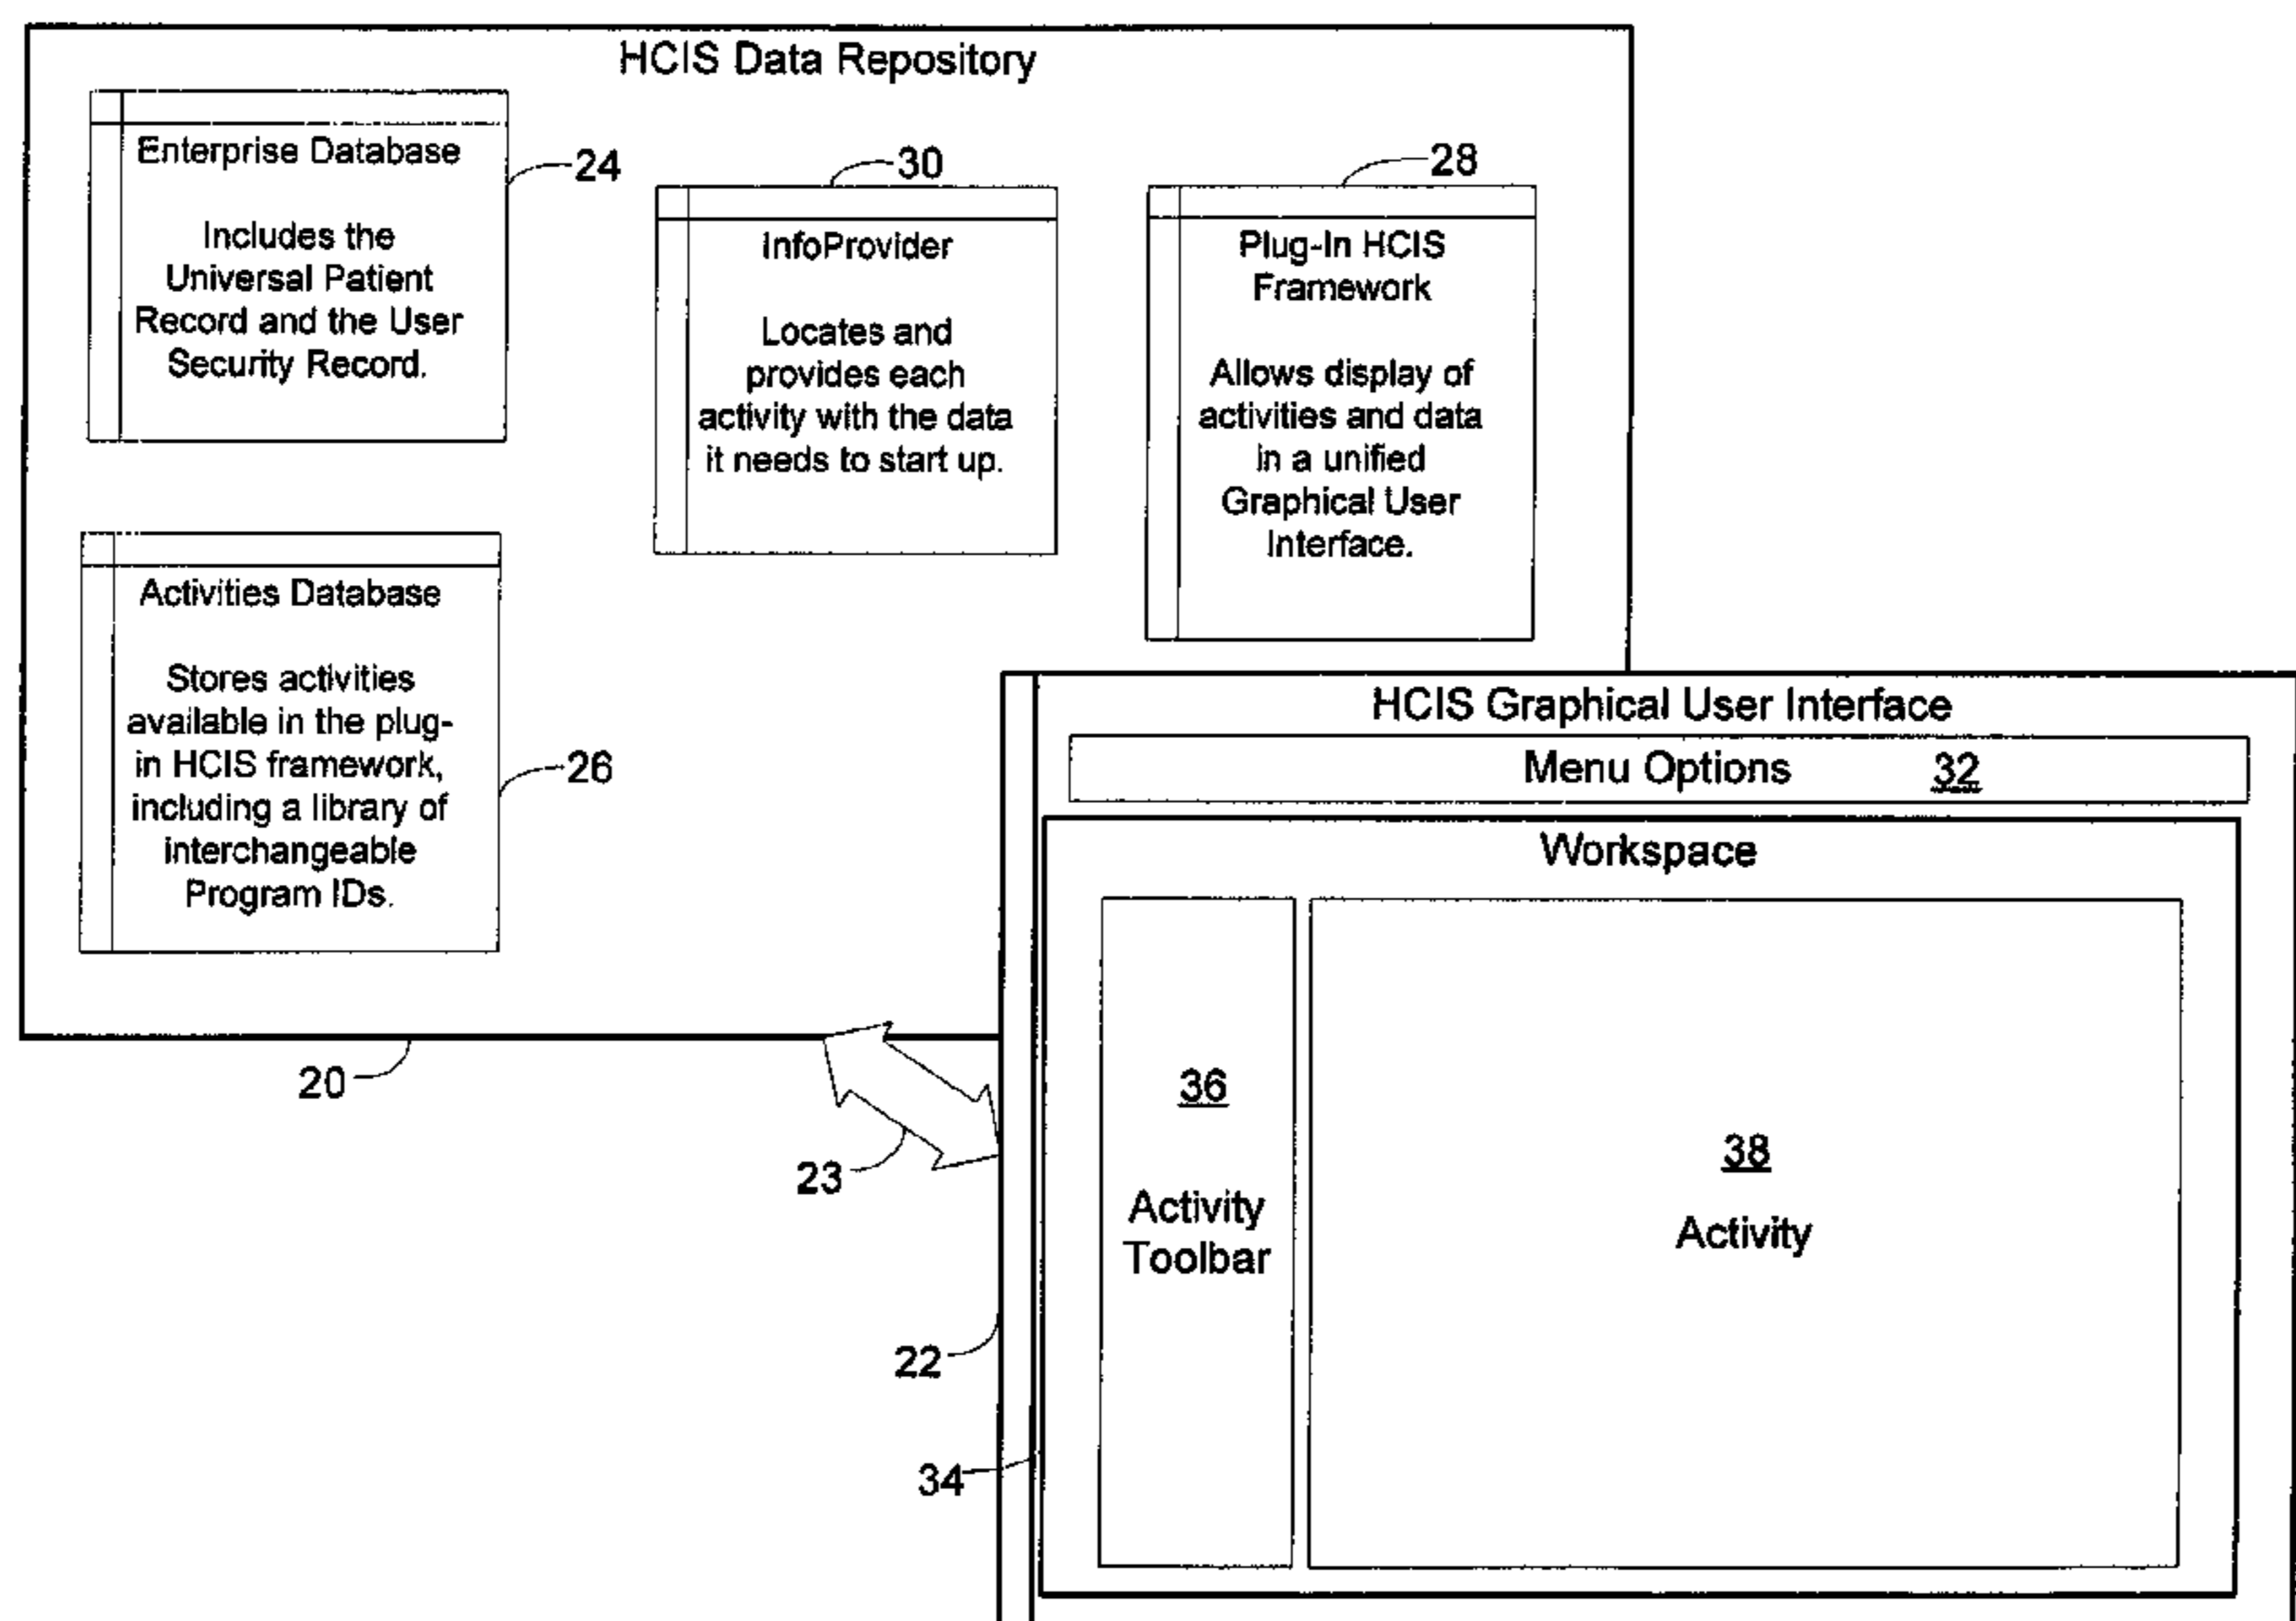 HCIS Data Repository
Enterprise Database
Includes the
Universal Patient
Record and the User
Security Record.
24
30
InfoProvider
Locates and
provides each
activity with the data
it needs to start up.
28
Plug-In HCIS
Framework
Allows display of
activities and data
in a unified
Graphical User
Interface.
Activities Database
Stores activities
available in the plug-
in HCIS framework,
including a library of
interchangeable
Program IDs.
26
20
23
22
34
HCIS Graphical User Interface
Menu Options 32
Workspace
36
Activity
Toolbar
38
Activity